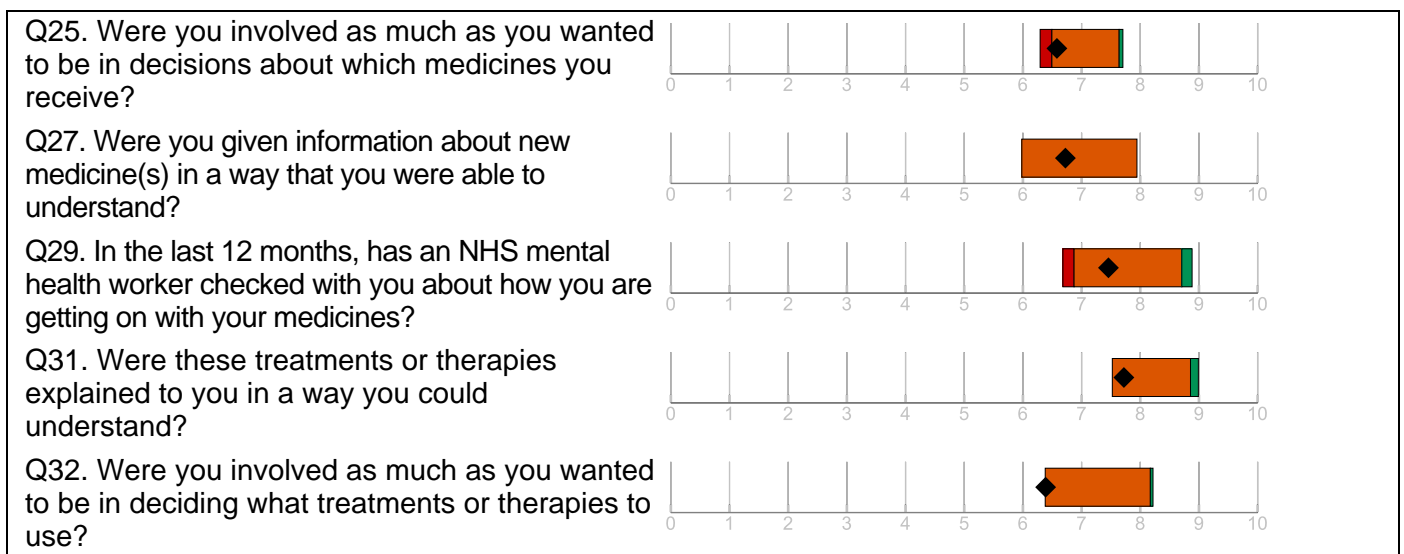 Q25. Were you involved as much as you wanted
to be in decisions about which medicines you
receive?
0 1 2 3 4 5 6 7 8 9 10
Q27. Were you given information about new
medicine(s) in a way that you were able to
understand?
0 1 2 3 4 5 6 7 8 9 10
Q29. In the last 12 months, has an NHS mental
health worker checked with you about how you are
getting on with your medicines?
0 1 2 3 4 5 6 7 8 9 10
Q31. Were these treatments or therapies
explained to you in a way you could
understand?
0 1 2 3 4 5 6 7 8 9 10
Q32. Were you involved as much as you wanted
to be in deciding what treatments or therapies to
use?
0 1 2 3 4 5 6 7 8 9 10